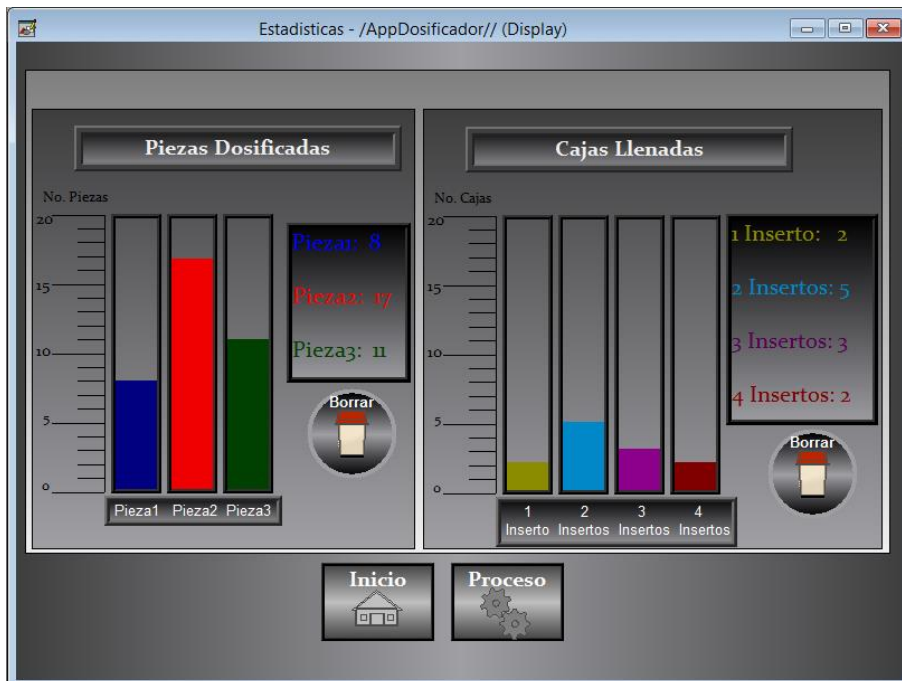 Estadisticas - /AppDosificador// (Display)
Piezas Dosificadas
No. Piezas
20
15
10
5
0
Pieza1: 8
Pieza2: 17
Pieza3: 11
Borrar
Pieza1 Pieza2 Pieza3
Cajas Llenadas
No. Cajas
20
15
10
5
0
1 Inserto: 2
2 Insertos: 5
3 Insertos: 3
4 Insertos: 2
Borrar
1 2 3 4
Inserto Insertos Insertos Insertos
Inicio
Proceso